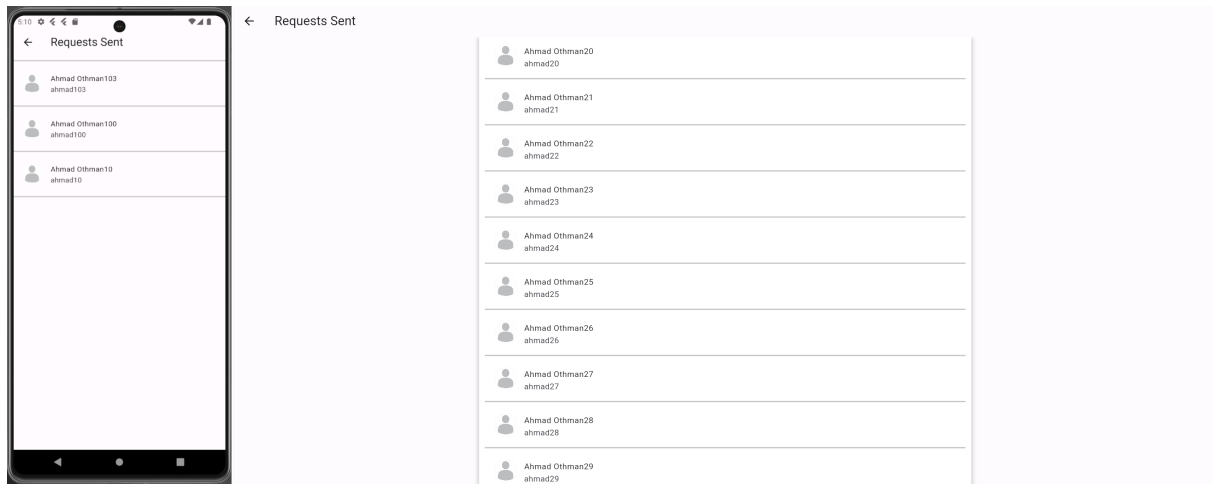 5:10
Requests Sent
Ahmad Othman103
ahmad103
Ahmad Othman100
ahmad100
Ahmad Othman10
ahmad10
Requests Sent
Ahmad Othman20
ahmad20
Ahmad Othman21
ahmad21
Ahmad Othman22
ahmad22
Ahmad Othman23
ahmad23
Ahmad Othman24
ahmad24
Ahmad Othman25
ahmad25
Ahmad Othman26
ahmad26
Ahmad Othman27
ahmad27
Ahmad Othman28
ahmad28
Ahmad Othman29
ahmad29